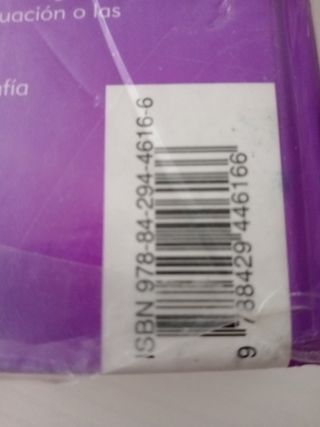 uación o las
fía
ISBN 978-84-294-4616-6
9 788429 446166